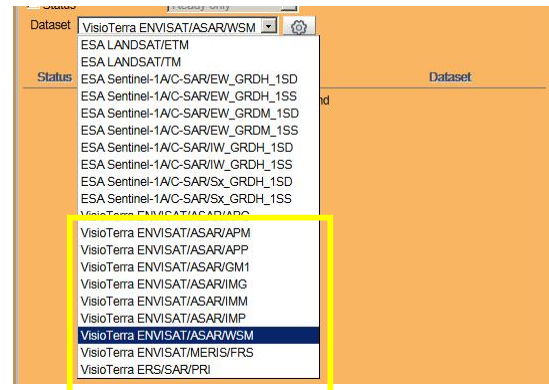 Status Ready only
Dataset VisioTerra ENVISAT/ASAR/WSM
ESA LANDSAT/ETM
ESA LANDSAT/TM
Status ESA Sentinel-1A/C-SAR/EW_GRDH_1SD Dataset
ESA Sentinel-1A/C-SAR/EW_GRDH_1SS
ESA Sentinel-1A/C-SAR/EW_GRDM_1SD
ESA Sentinel-1A/C-SAR/EW_GRDM_1SS
ESA Sentinel-1A/C-SAR/IW_GRDH_1SD
ESA Sentinel-1A/C-SAR/IW_GRDH_1SS
ESA Sentinel-1A/C-SAR/Sx_GRDH_1SD
ESA Sentinel-1A/C-SAR/Sx_GRDH_1SS
VisioTerra
VisioTerra ENVISAT/ASAR/APM
VisioTerra ENVISAT/ASAR/APP
VisioTerra ENVISAT/ASAR/GM1
VisioTerra ENVISAT/ASAR/IMG
VisioTerra ENVISAT/ASAR/IMM
VisioTerra ENVISAT/ASAR/IMP
VisioTerra ENVISAT/ASAR/WSM
VisioTerra ENVISAT/MERIS/FRS
VisioTerra ERS/SAR/PRI